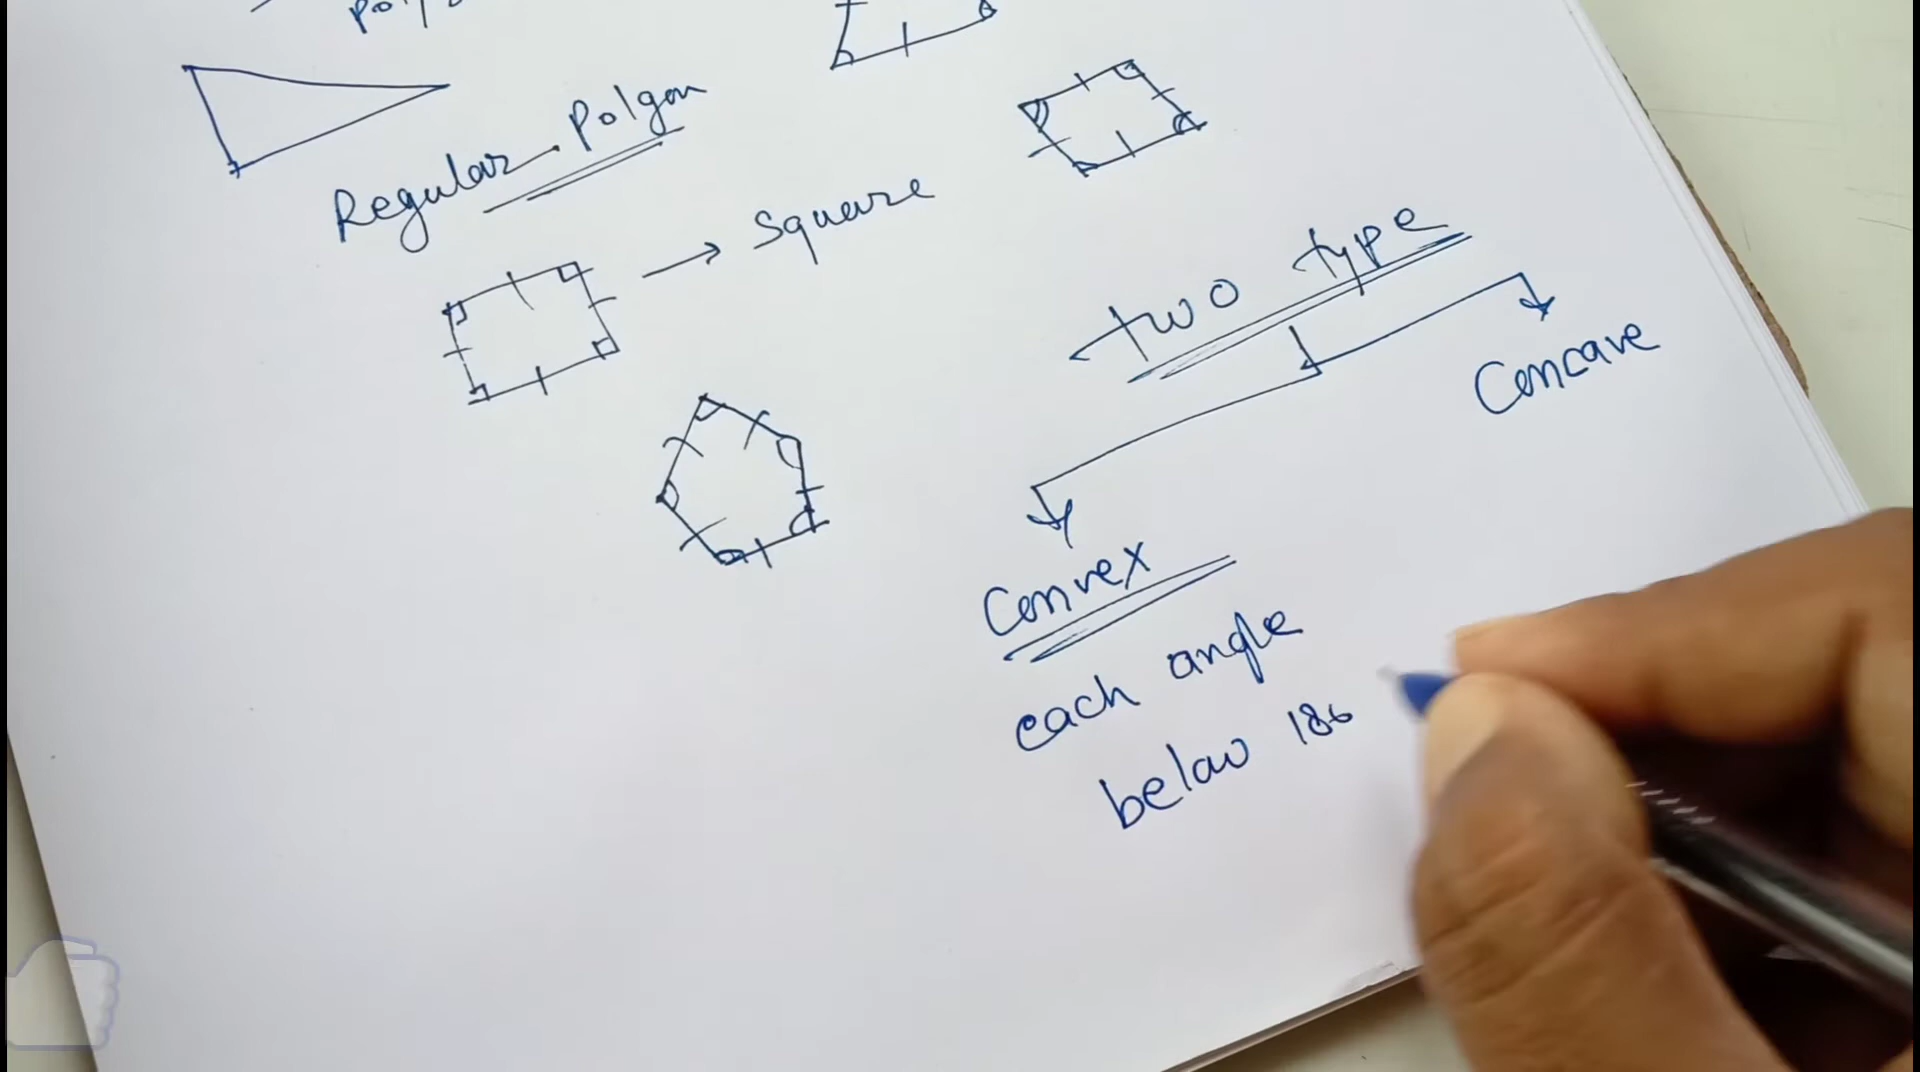 Regular Polgon
→ Square
two type
Concave
Convex
each angle
below 180